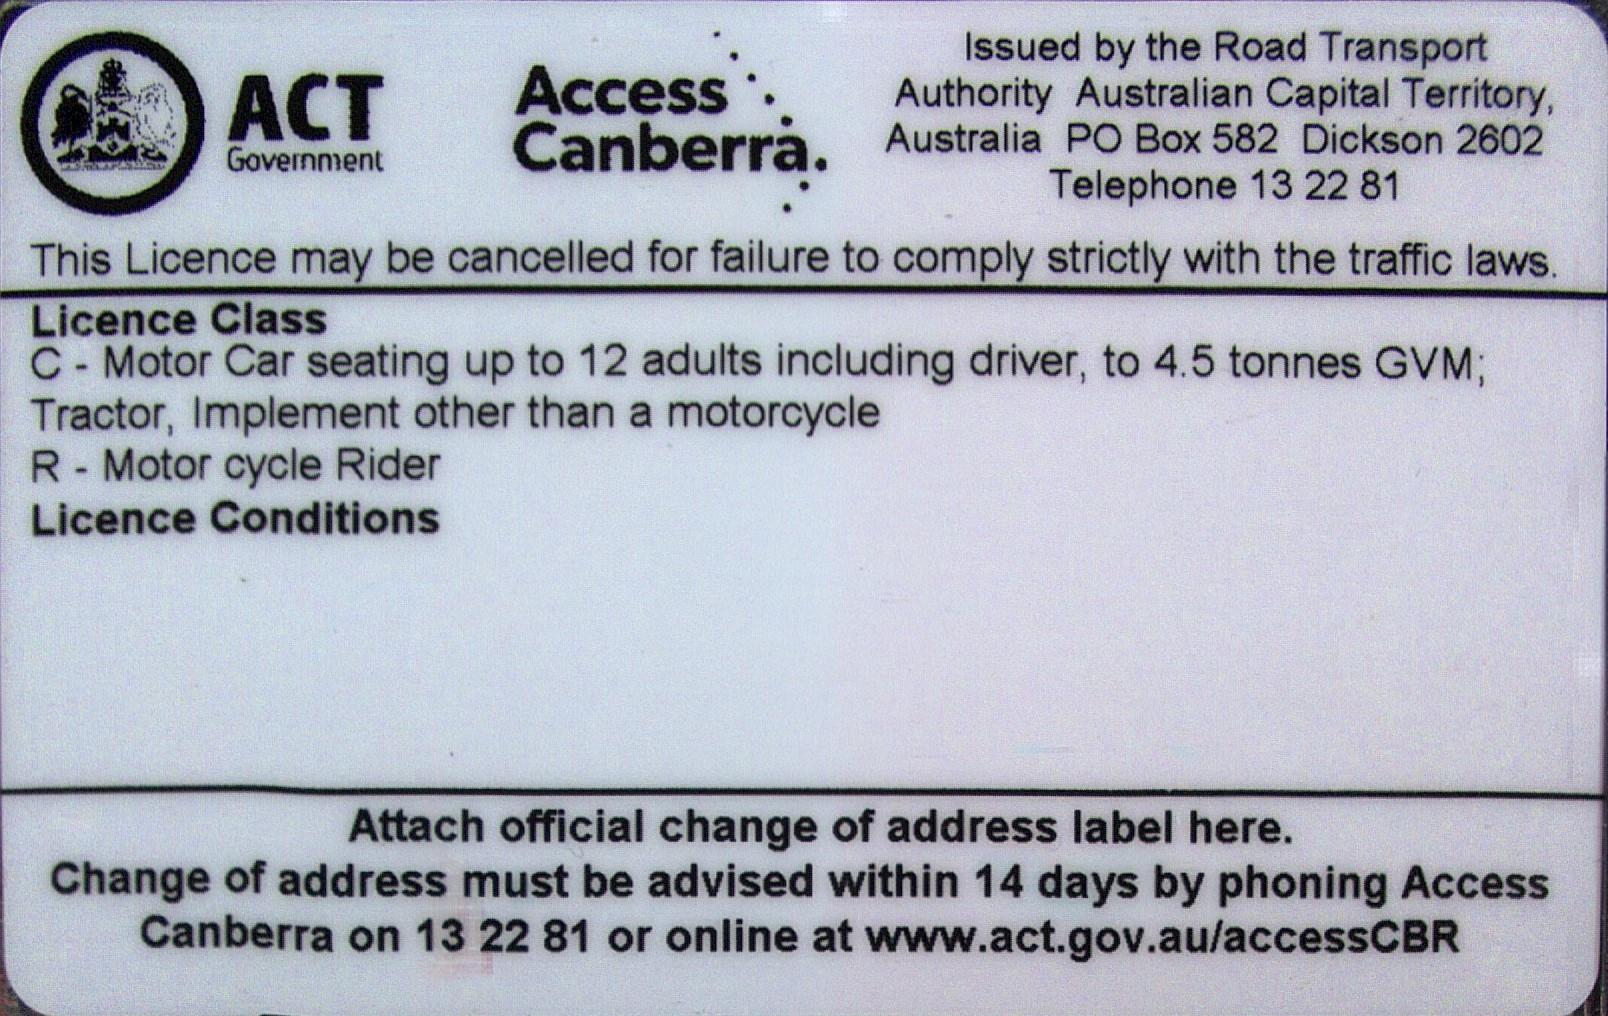 ACT
Government
Access
Canberra.
Issued by the Road Transport
Authority Australian Capital Territory,
Australia PO Box 582 Dickson 2602
Telephone 13 22 81
This Licence may be cancelled for failure to comply strictly with the traffic laws.
Licence Class
C - Motor Car seating up to 12 adults including driver, to 4.5 tonnes GVM;
Tractor, Implement other than a motorcycle
R - Motor cycle Rider
Licence Conditions
Attach official change of address label here.
Change of address must be advised within 14 days by phoning Access
Canberra on 13 22 81 or online at www.act.gov.au/accessCBR